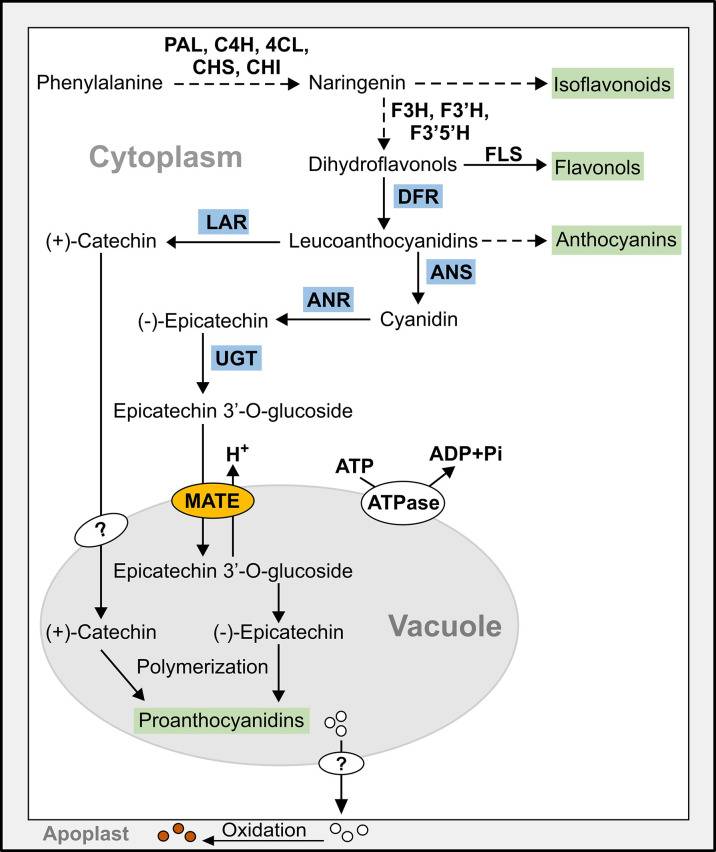 PAL, C4H, 4CL,
CHS, CHI
Phenylalanine
Naringenin
Isoflavonoids
F3H, F3’H,
F3’5’H
Cytoplasm
Dihydroflavonols
FLS
Flavonols
DFR
LAR
(+)-Catechin
Leucoanthocyanidins
Anthocyanins
ANS
ANR
(-)-Epicatechin
Cyanidin
UGT
Epicatechin 3’-O-glucoside
H+
ATP
ADP+Pi
MATE
ATPase
?
Epicatechin 3’-O-glucoside
(+)-Catechin
(-)-Epicatechin
Vacuole
Polymerization
Proanthocyanidins
?
Apoplast
Oxidation